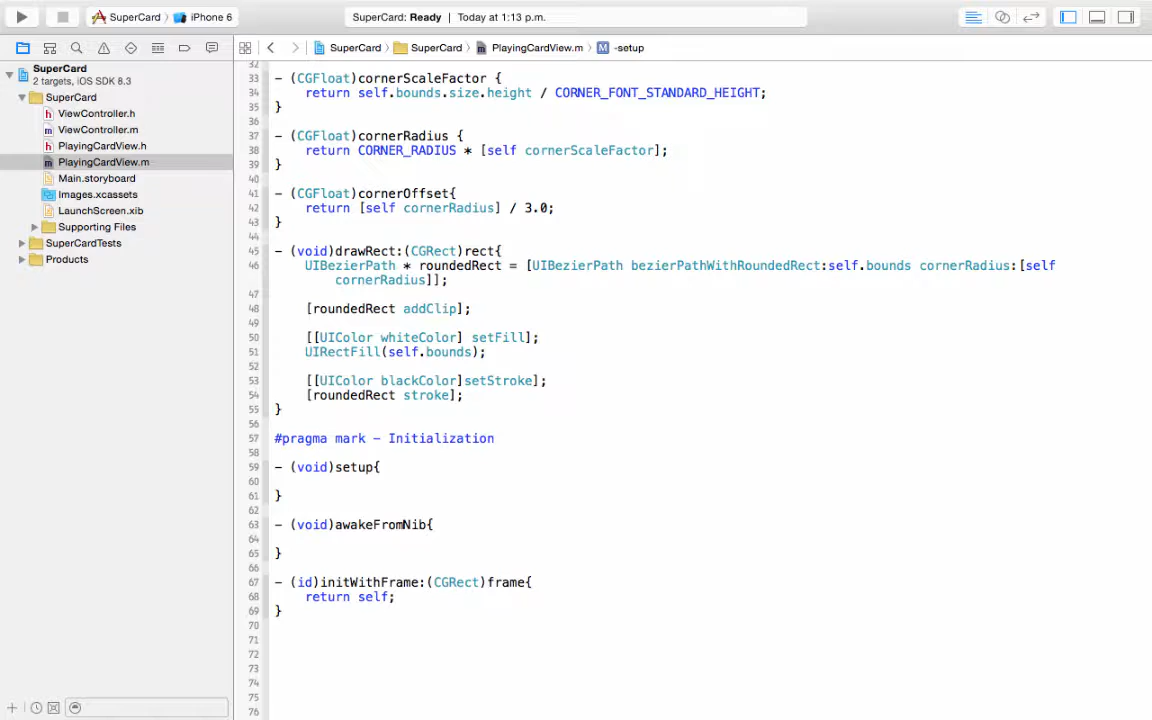 SuperCard
iPhone 6
SuperCard: Ready | Today at 1:13 p.m.
SuperCard
SuperCard
PlayingCardView.m
M -setup
SuperCard
2 targets, iOS SDK 8.3
SuperCard
h ViewController.h
m ViewController.m
h PlayingCardView.h
m PlayingCardView.m
Main.storyboard
Images.xcassets
LaunchScreen.xib
Supporting Files
SuperCardTests
Products
32
33 - (CGFloat)cornerScaleFactor {
34 return self.bounds.size.height / CORNER_FONT_STANDARD_HEIGHT;
35 }
36
37 - (CGFloat)cornerRadius {
38 return CORNER_RADIUS * [self cornerScaleFactor];
39 }
40
41 - (CGFloat)cornerOffset{
42 return [self cornerRadius] / 3.0;
43 }
44
45 - (void)drawRect:(CGRect)rect{
46 UIBezierPath * roundedRect = [UIBezierPath bezierPathWithRoundedRect:self.bounds cornerRadius:[self
cornerRadius]];
47
48 [roundedRect addClip];
49
50 [[UIColor whiteColor] setFill];
51 UIRectFill(self.bounds);
52
53 [[UIColor blackColor]setStroke];
54 [roundedRect stroke];
55 }
56
57 #pragma mark - Initialization
58
59 - (void)setup{
60
61 }
62
63 - (void)awakeFromNib{
64
65 }
66
67 - (id)initWithFrame:(CGRect)frame{
68 return self;
69 }
70
71
72
73
74
75
76